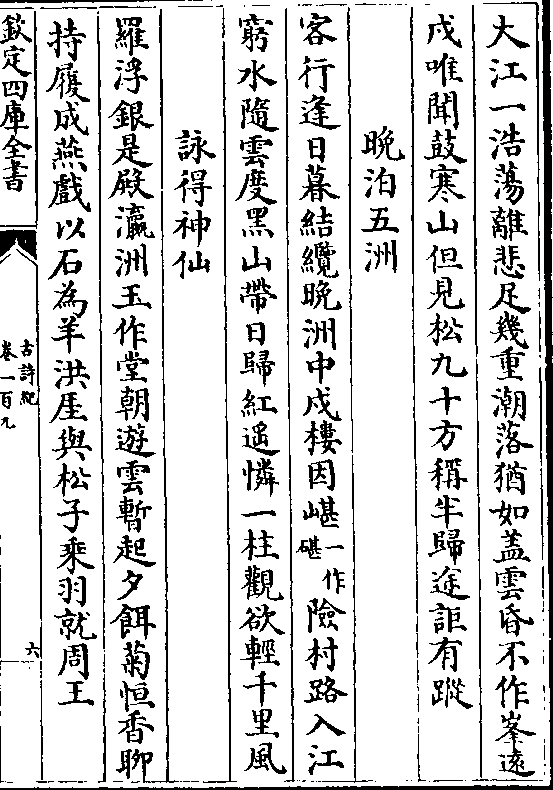 大江一浩蕩離悲足幾重潮落猶如盖雲昏不作峯逺
戍唯聞鼓寒山但見松九十方稱半歸途詎有蹤
晩泊五洲
客行逢日暮結纜晩洲中戍樓因嵁一作碪險村路入江
窮水隨雲度黑山帶日歸紅遥憐一柱觀欲輕千里風
詠得神仙
羅浮銀是殿瀛洲玉作堂朝遊雲暫起夕餌菊恒香聊
持履成燕戲以石為羊洪厓與松子乘羽就周王
欽定四庫全書
古詩紀
卷一百九
六